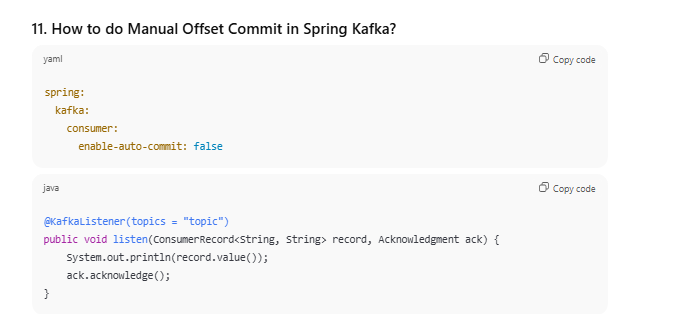 11. How to do Manual Offset Commit in Spring Kafka?
yaml Copy code
spring:
  kafka:
    consumer:
      enable-auto-commit: false
java Copy code
@KafkaListener(topics = "topic")
public void listen(ConsumerRecord<String, String> record, Acknowledgment ack) {
    System.out.println(record.value());
    ack.acknowledge();
}